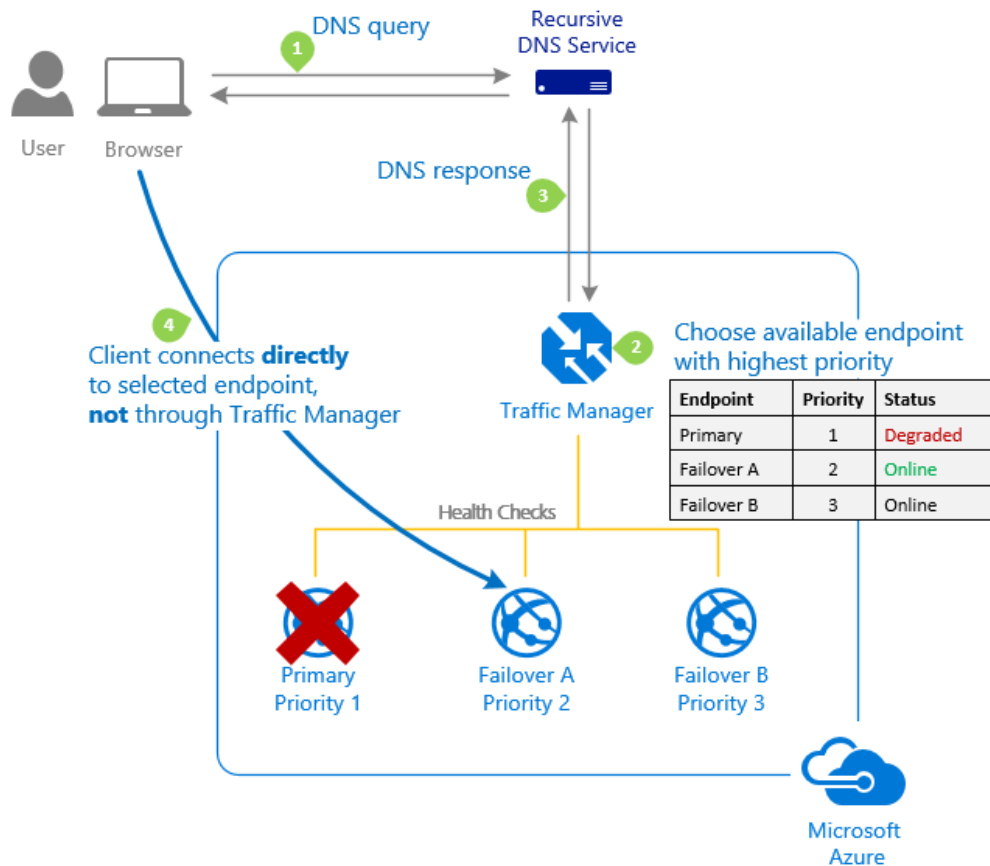 DNS query
1
Recursive
DNS Service
User
Browser
DNS response
3
4
Client connects directly
to selected endpoint,
not through Traffic Manager
2
Choose available endpoint
with highest priority
Traffic Manager
Endpoint Priority Status
Primary 1 Degraded
Failover A 2 Online
Failover B 3 Online
Health Checks
Primary
Priority 1
Failover A
Priority 2
Failover B
Priority 3
Microsoft
Azure